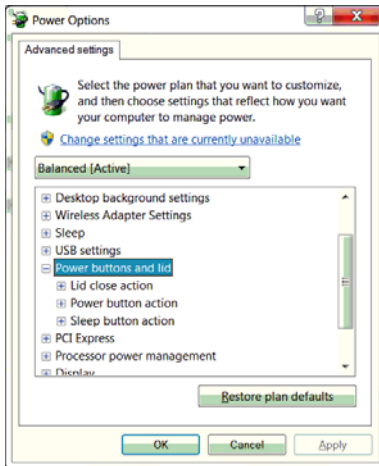 Power Options
Advanced settings
Select the power plan that you want to customize,
and then choose settings that reflect how you want
your computer to manage power.
Change settings that are currently unavailable
Balanced [Active]
Desktop background settings
Wireless Adapter Settings
Sleep
USB settings
Power buttons and lid
Lid close action
Power button action
Sleep button action
PCI Express
Processor power management
Display
Restore plan defaults
OK
Cancel
Apply